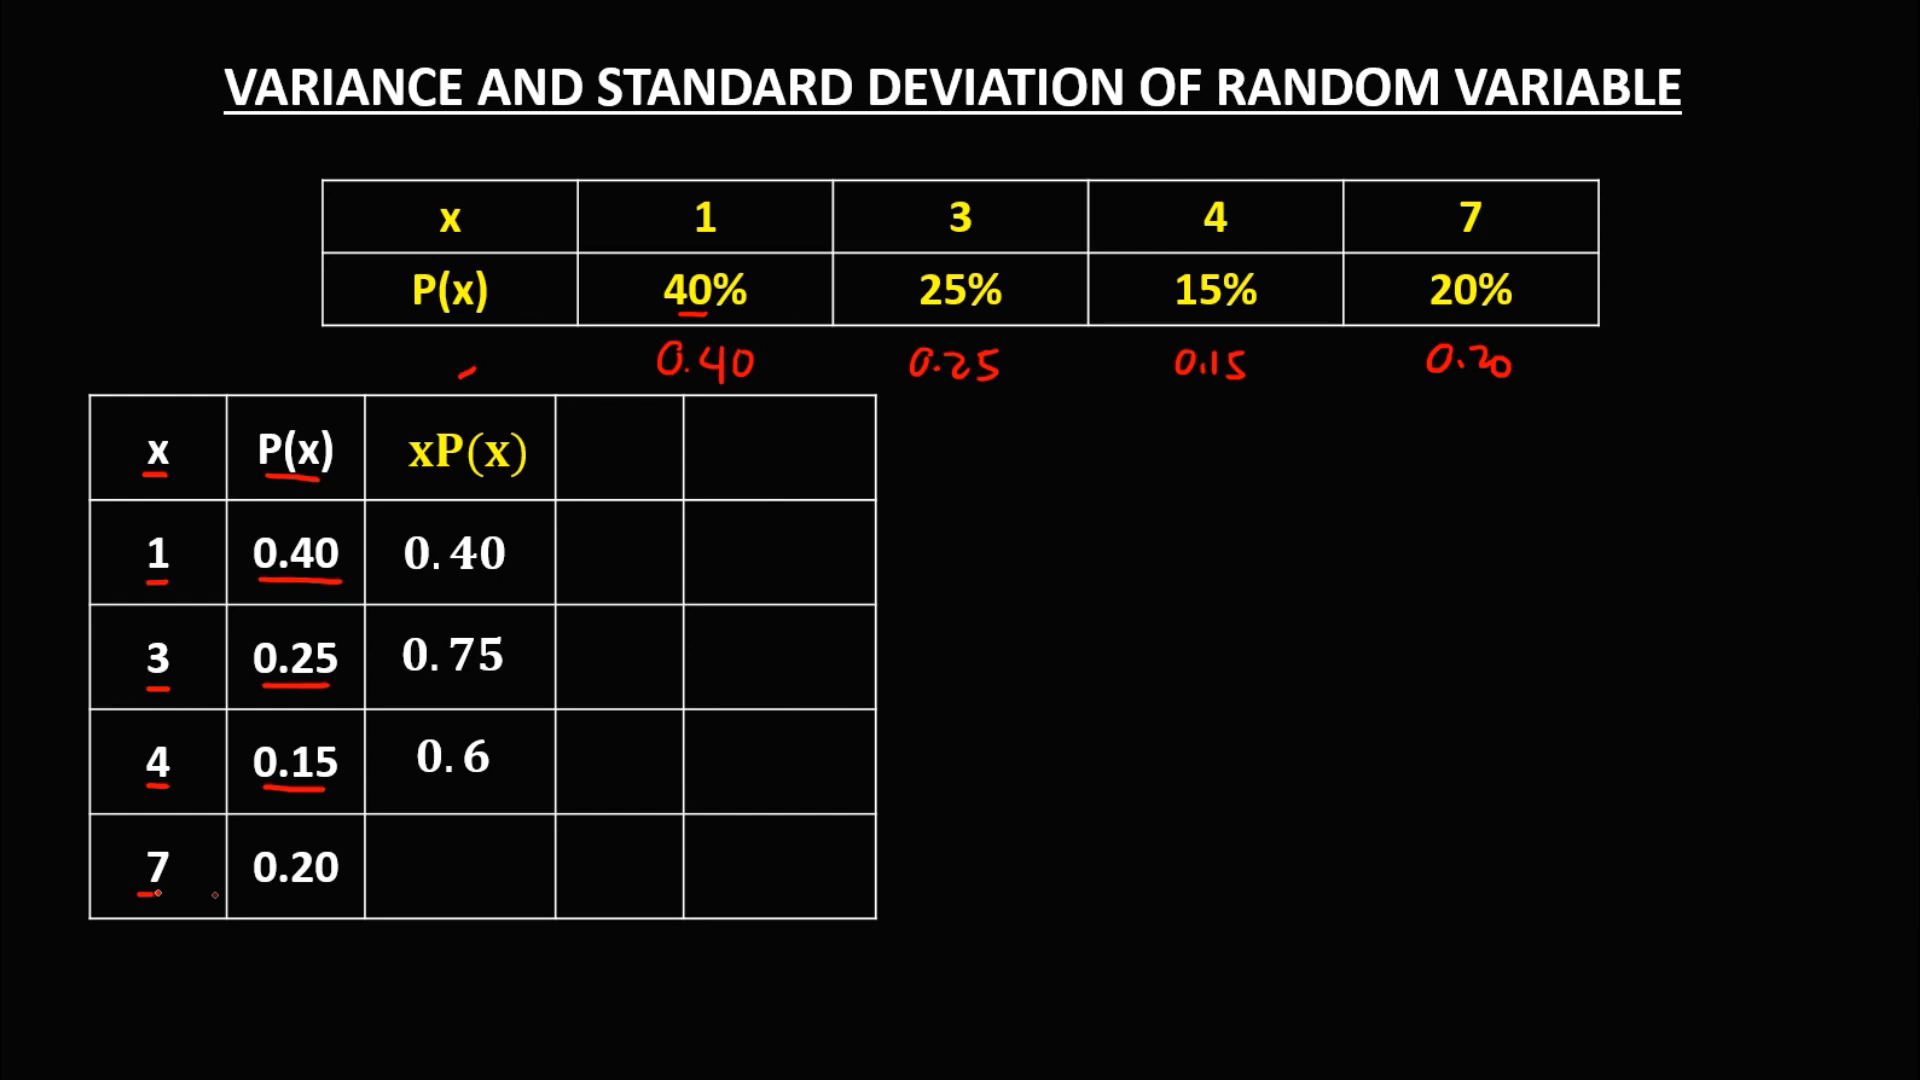 VARIANCE AND STANDARD DEVIATION OF RANDOM VARIABLE
x 1 3 4 7
P(x) 40% 25% 15% 20%
0.40 0.25 0.15 0.20
x P(x) xP(x)
1 0.40 0.40
3 0.25 0.75
4 0.15 0.6
7 0.20